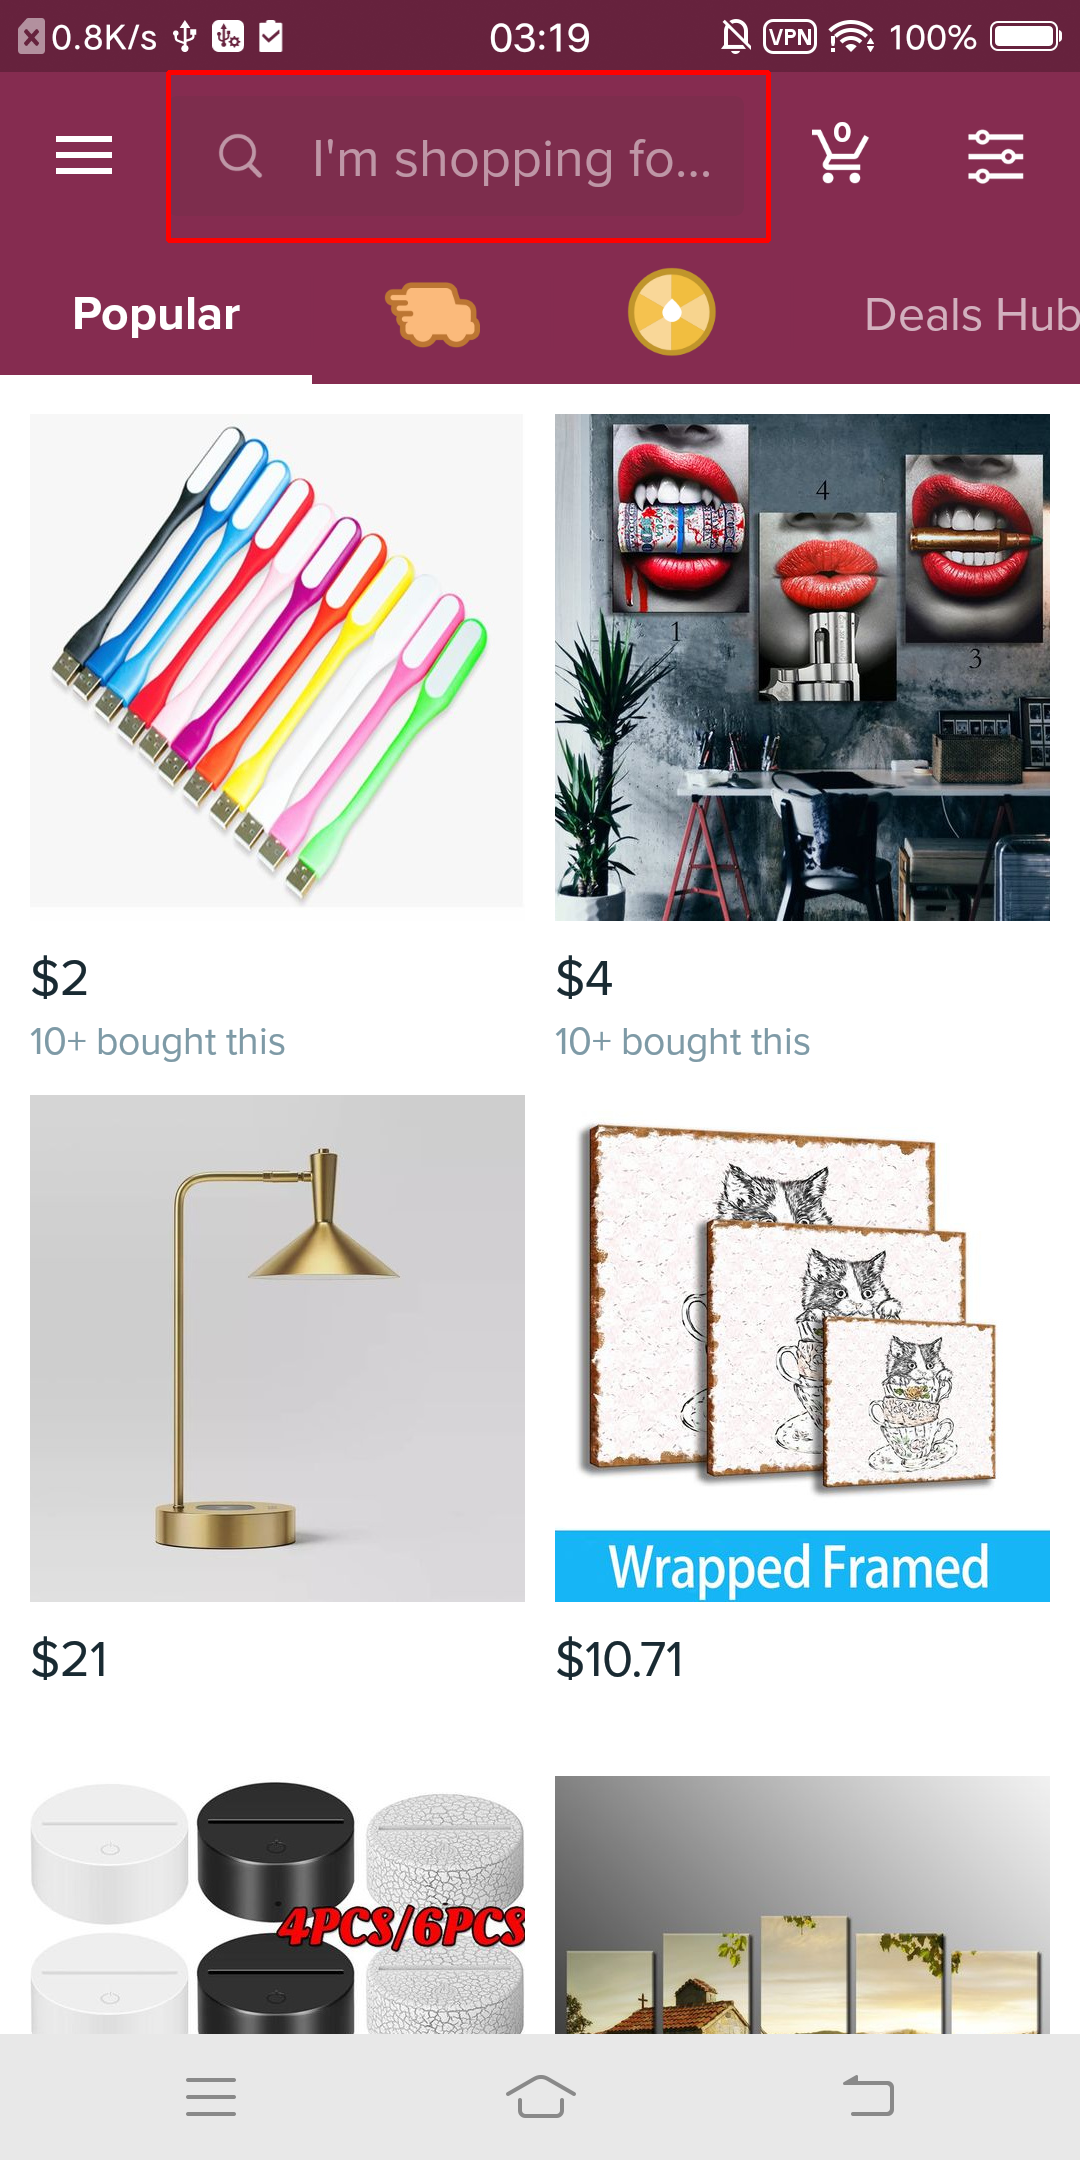 0.8K/s
03:19
VPN
100%
I'm shopping fo...
0
Popular
Deals Hub
4
1
3
$2
$4
10+ bought this
10+ bought this
Wrapped Framed
$21
$10.71
4PCS/6PCS